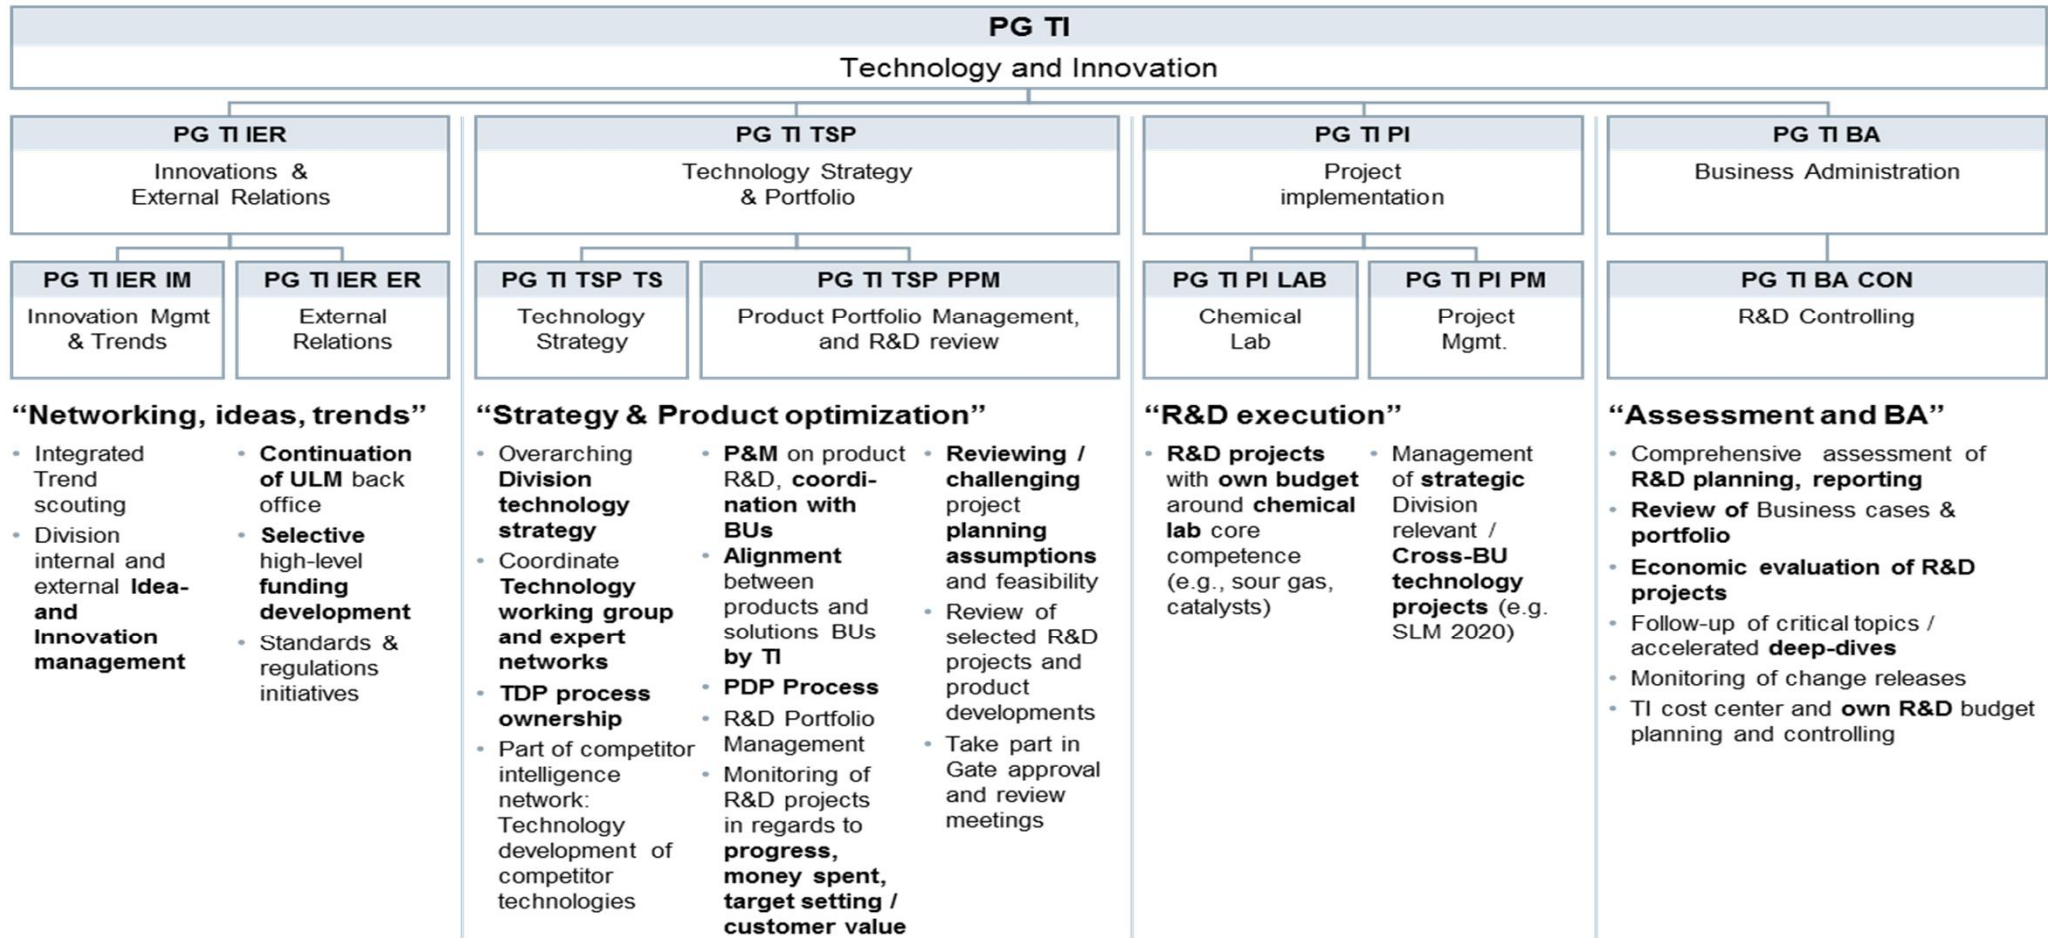 PG TI
Technology and Innovation
PG TI IER
Innovations &
External Relations
PG TI TSP
Technology Strategy
& Portfolio
PG TI PI
Project
implementation
PG TI BA
Business Administration
PG TI IER IM
Innovation Mgmt
& Trends
PG TI IER ER
External
Relations
PG TI TSP TS
Technology
Strategy
PG TI TSP PPM
Product Portfolio Management,
and R&D review
PG TI PI LAB
Chemical
Lab
PG TI PI PM
Project
Mgmt.
PG TI BA CON
R&D Controlling
“Networking, ideas, trends”
• Integrated
Trend
scouting
• Division
internal and
external Idea-
and
Innovation
management
• Continuation
of ULM back
office
• Selective
high-level
funding
development
• Standards &
regulations
initiatives
“Strategy & Product optimization”
• Overarching
Division
technology
strategy
• Coordinate
Technology
working group
and expert
networks
• TDP process
ownership
• Part of competitor
intelligence
network:
Technology
development of
competitor
technologies
• P&M on product
R&D, coordi-
nation with
BUs
• Alignment
between
products and
solutions BUs
by TI
• PDP Process
• R&D Portfolio
Management
• Monitoring of
R&D projects
in regards to
progress,
money spent,
target setting /
customer value
• Reviewing /
challenging
project
planning
assumptions
and feasibility
• Review of
selected R&D
projects and
product
developments
• Take part in
Gate approval
and review
meetings
“R&D execution”
• R&D projects
with own budget
around chemical
lab core
competence
(e.g., sour gas,
catalysts)
• Management
of strategic
Division
relevant /
Cross-BU
technology
projects (e.g.
SLM 2020)
“Assessment and BA”
• Comprehensive assessment of
R&D planning, reporting
• Review of Business cases &
portfolio
• Economic evaluation of R&D
projects
• Follow-up of critical topics /
accelerated deep-dives
• Monitoring of change releases
• TI cost center and own R&D budget
planning and controlling